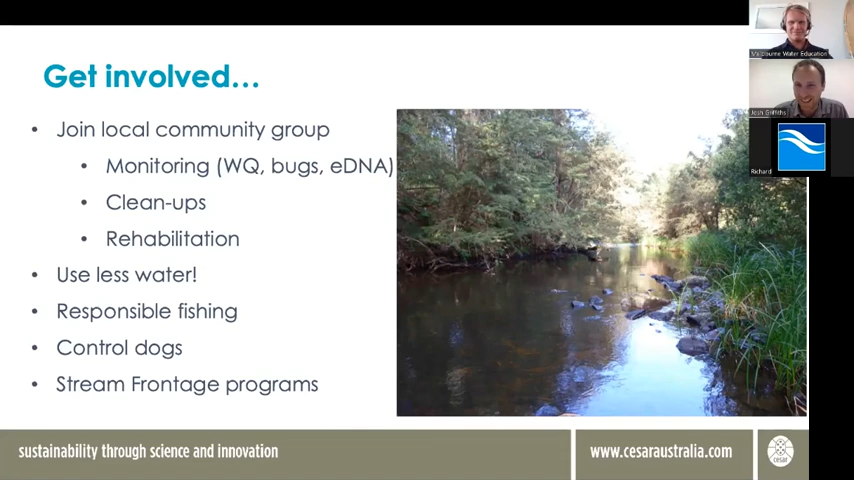 Get involved...
• Join local community group
• Monitoring (WQ, bugs, eDNA)
• Clean-ups
• Rehabilitation
• Use less water!
• Responsible fishing
• Control dogs
• Stream Frontage programs
sustainability through science and innovation
www.cesaraustralia.com
cesar
Melbourne Water Education
Josh Griffiths
Richard